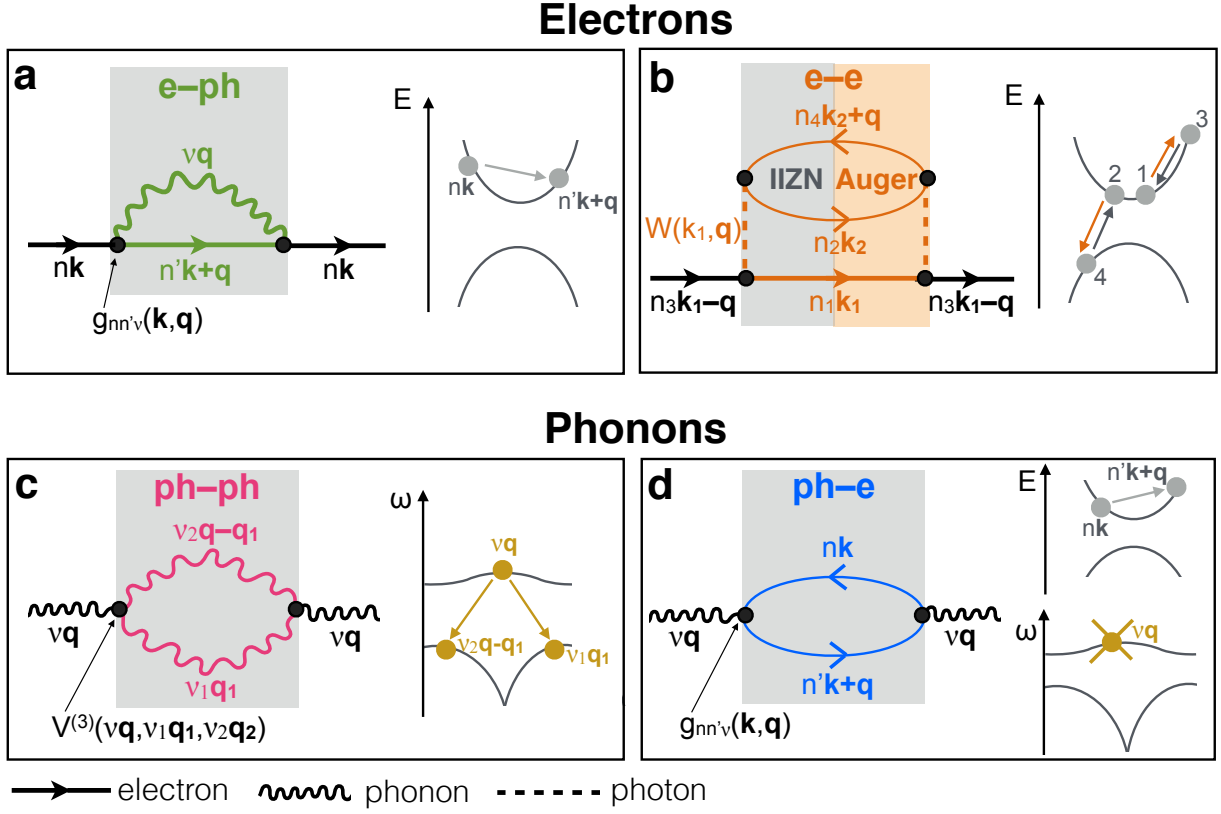 Electrons
a
e–ph
νq
nk
n'k+q
nk
gnn'ν(k,q)
E
nk
n'k+q
b
e–e
n4k2+q
IIZN
Auger
W(k1,q)
n2k2
n3k1–q
n1k1
n3k1–q
E
3
2
1
4
Phonons
c
ph–ph
ν2q–q1
νq
νq
ν1q1
V(3)(νq,ν1q1,ν2q2)
ω
νq
ν2q-q1
ν1q1
d
ph–e
nk
νq
νq
n'k+q
gnn'ν(k,q)
E
n'k+q
nk
ω
νq
electron
phonon
photon